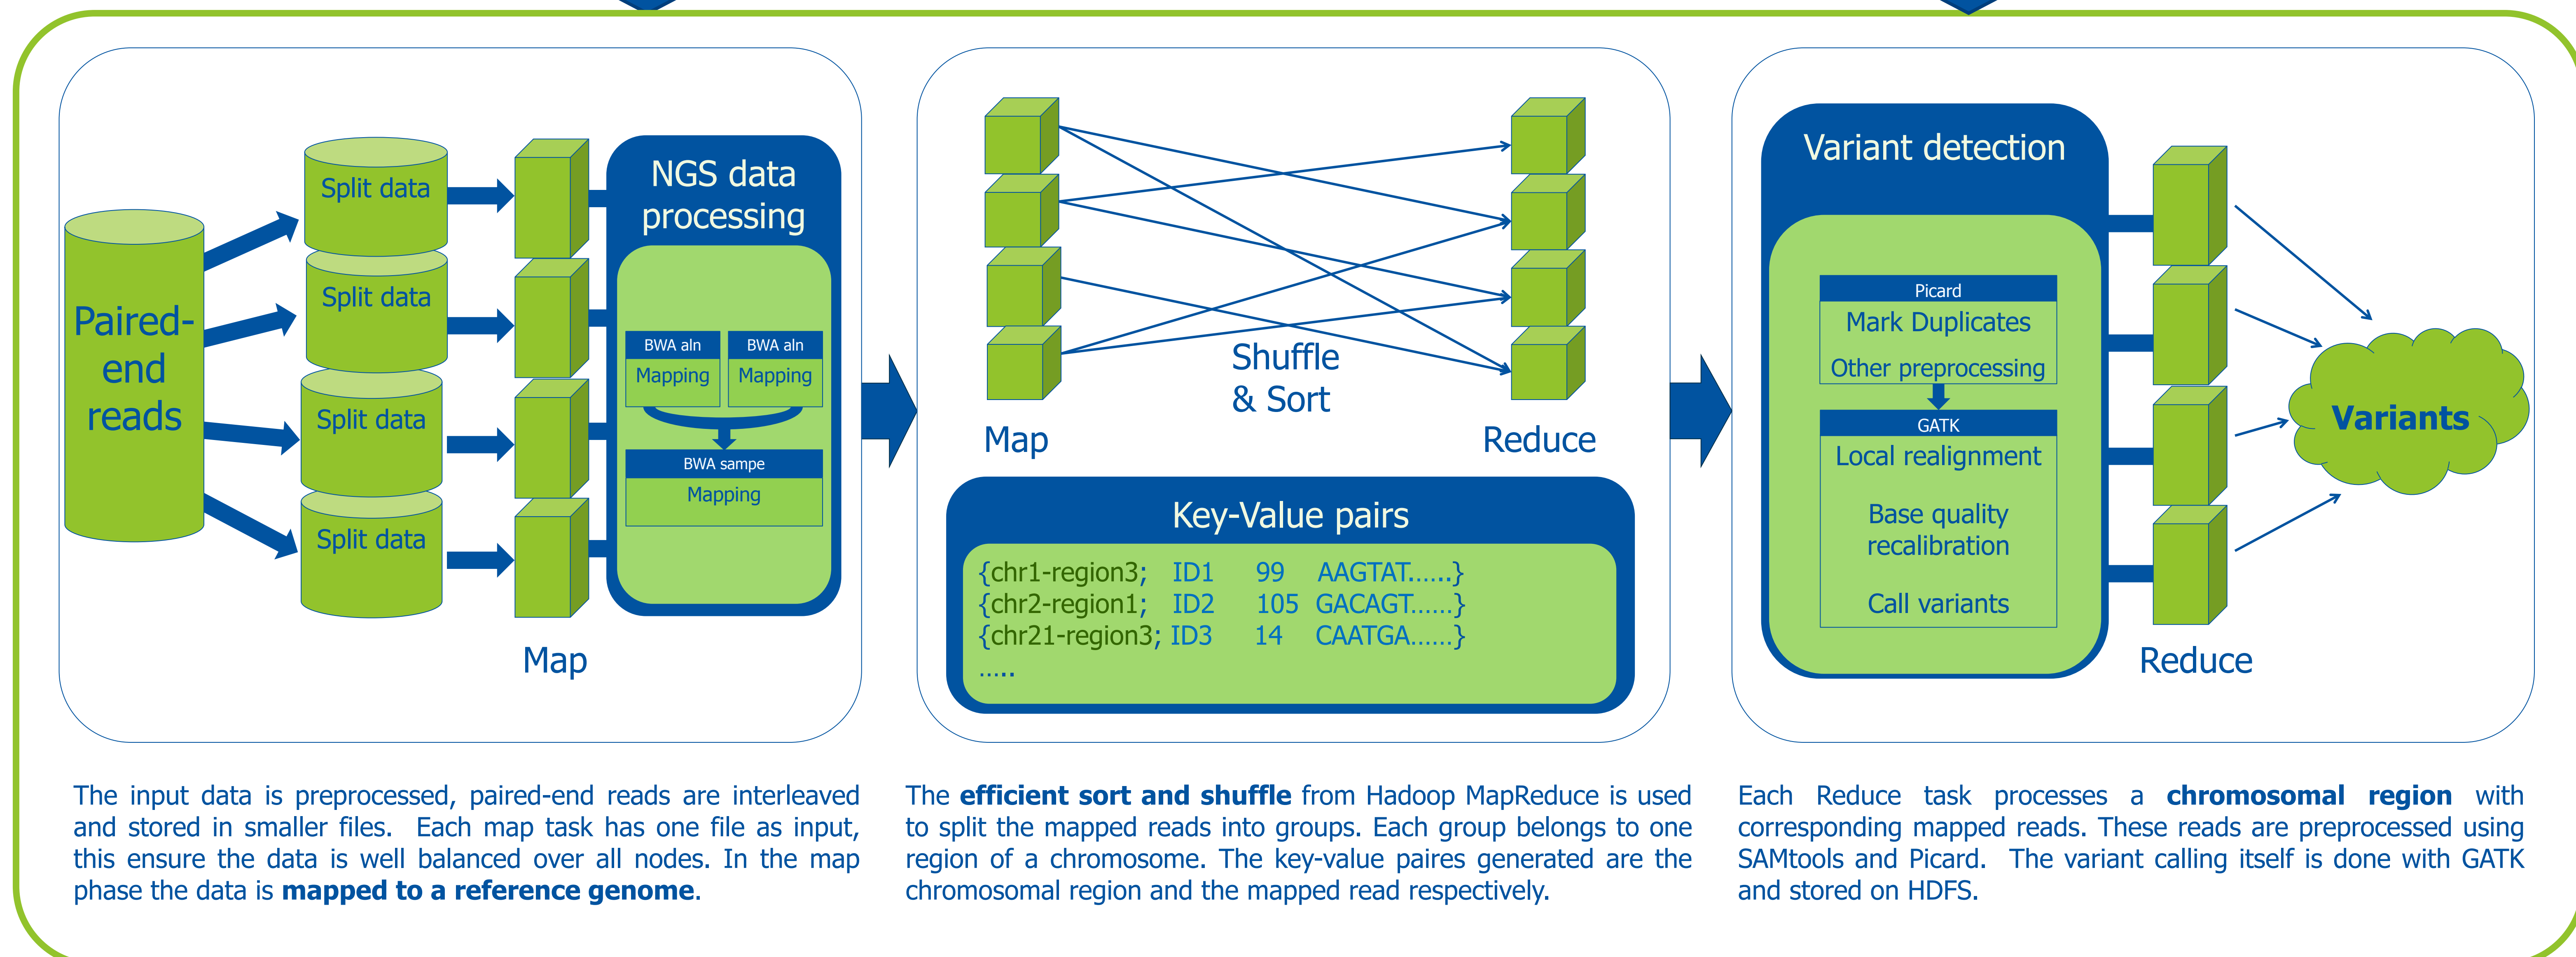 Paired-
end
reads
Split data
Split data
Split data
Split data
Map
NGS data
processing
BWA aln
Mapping
BWA aln
Mapping
BWA sampe
Mapping
The input data is preprocessed, paired-end reads are interleaved
and stored in smaller files. Each map task has one file as input,
this ensure the data is well balanced over all nodes. In the map
phase the data is mapped to a reference genome.
Map
Shuffle
& Sort
Reduce
Key-Value pairs
{chr1-region3; ID1 99 AAGTAT......}
{chr2-region1; ID2 105 GACAGT......}
{chr21-region3; ID3 14 CAATGA......}
.....
The efficient sort and shuffle from Hadoop MapReduce is used
to split the mapped reads into groups. Each group belongs to one
region of a chromosome. The key-value paires generated are the
chromosomal region and the mapped read respectively.
Variant detection
Picard
Mark Duplicates
Other preprocessing
GATK
Local realignment
Base quality
recalibration
Call variants
Reduce
Variants
Each Reduce task processes a chromosomal region with
corresponding mapped reads. These reads are preprocessed using
SAMtools and Picard. The variant calling itself is done with GATK
and stored on HDFS.